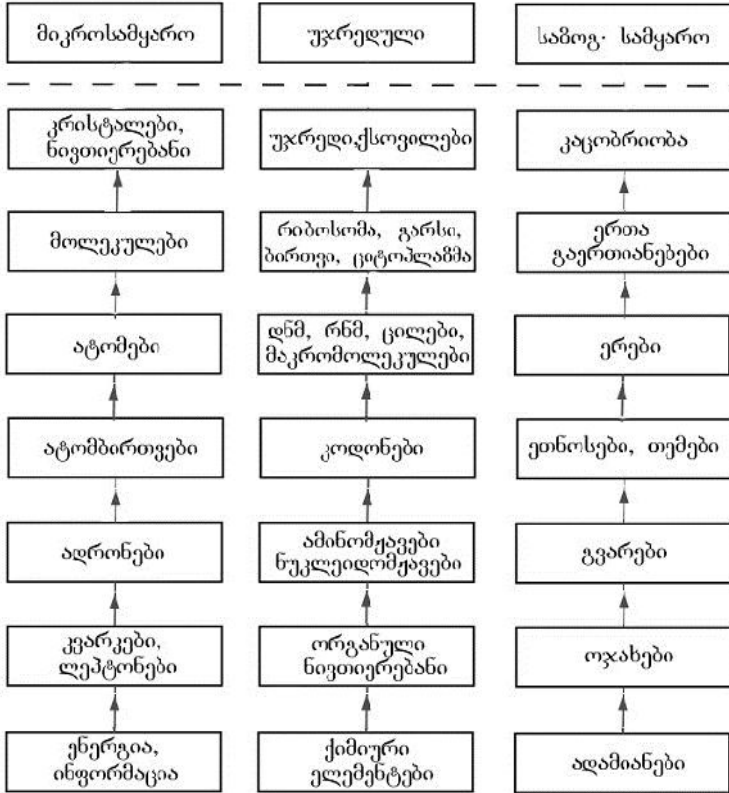 მიკროსამყარო
უჯრედული
საზოგ. სამყარო
კრისტალები,
ნივთიერებანი
უჯრედი.ქსოვილები
კაცობრიობა
მოლეკულები
რიბოსომა, გარსი,
ბირთვი, ციტოპლაზმა
ერთა
გაერთიანებები
ატომები
დნმ, რნმ, ცილები,
მაკრომოლეკულები
ერები
ატომბირთვები
კოდონები
ეთნოსები, თემები
ადრონები
ამინომჟავები
ნუკლეიდომჟავები
გვარები
კვარკები,
ლეპტონები
ორგანული
ნივთიერებანი
ოჯახები
ენერგია,
ინფორმაცია
ქიმიური
ელემენტები
ადამიანები